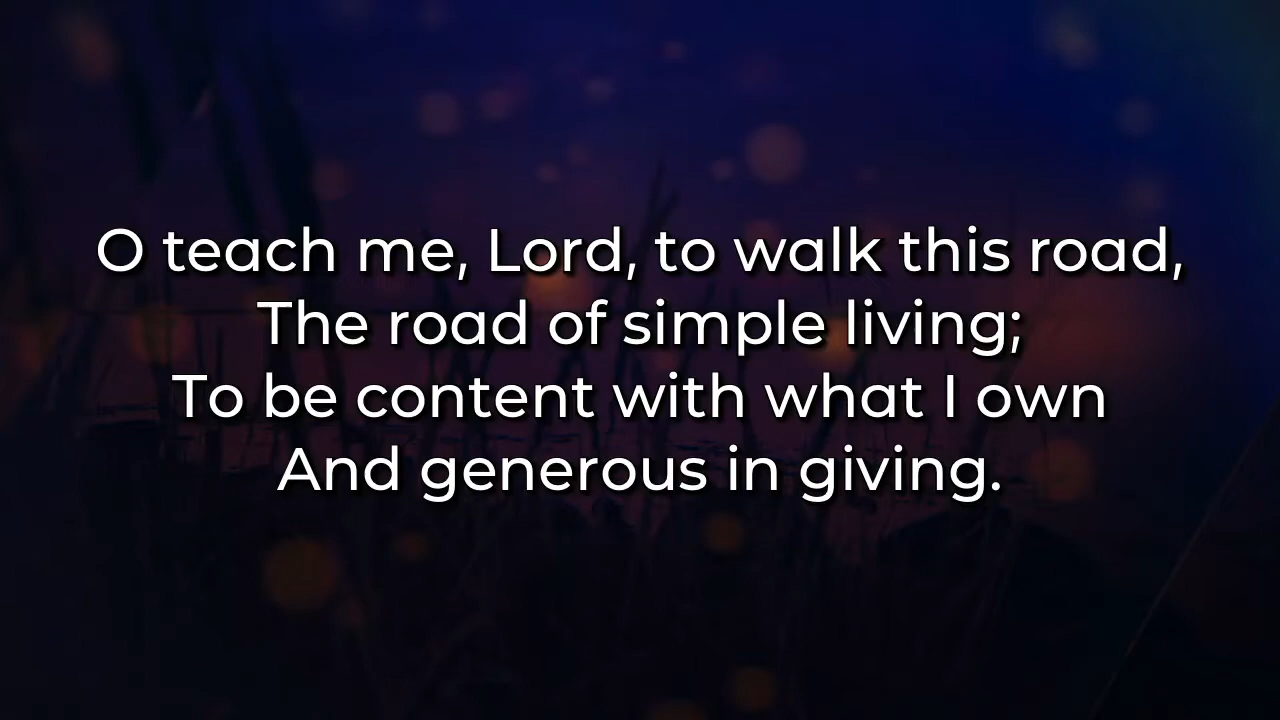 O teach me, Lord, to walk this road,
The road of simple living;
To be content with what I own
And generous in giving.